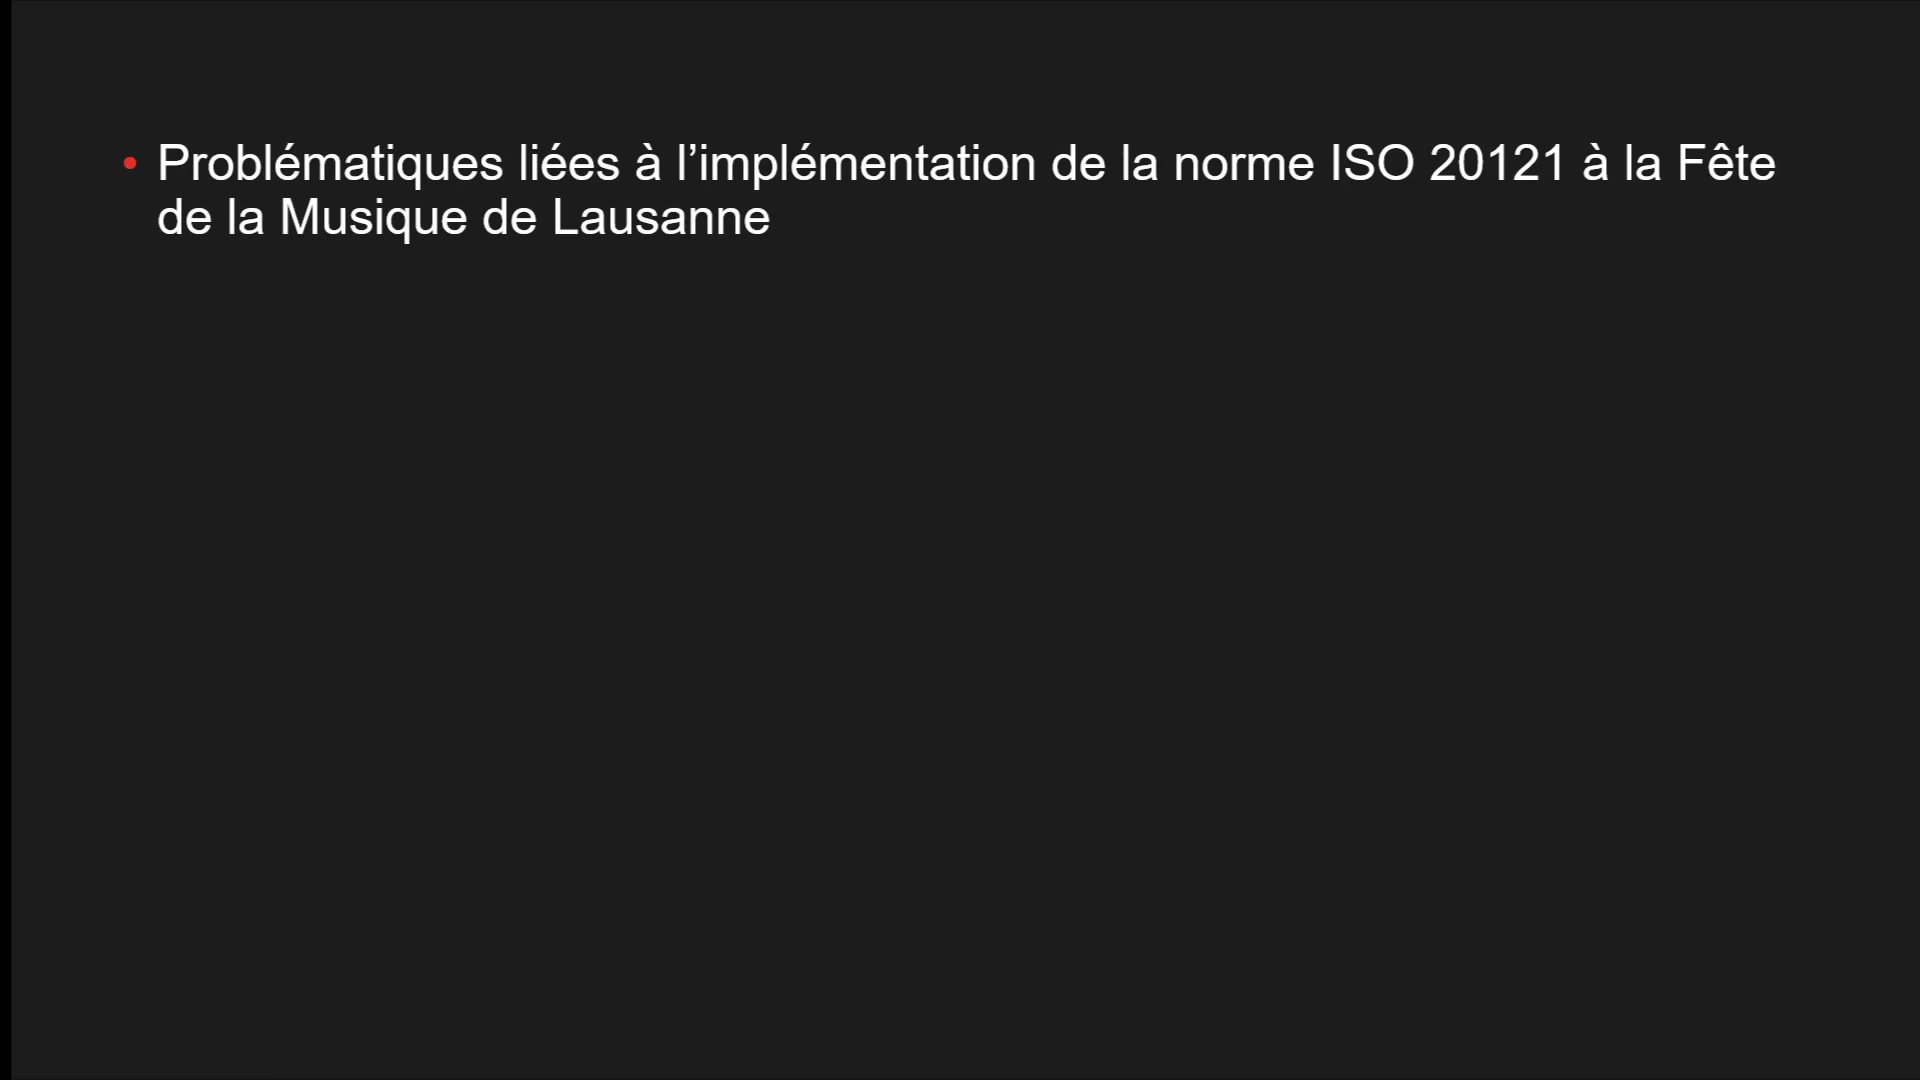 • Problématiques liées à l’implémentation de la norme ISO 20121 à la Fête
de la Musique de Lausanne